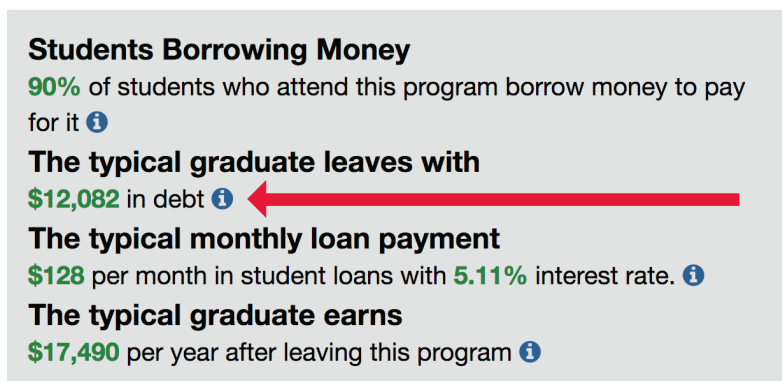 Students Borrowing Money
90% of students who attend this program borrow money to pay
for it
The typical graduate leaves with
$12,082 in debt
The typical monthly loan payment
$128 per month in student loans with 5.11% interest rate.
The typical graduate earns
$17,490 per year after leaving this program